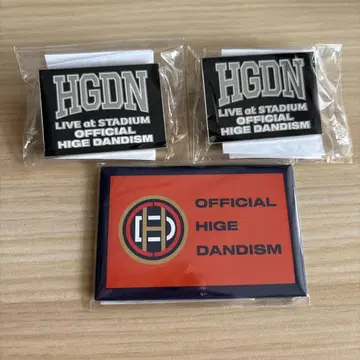 HGDN
LIVE at STADIUM
OFFICIAL
HIGE DANDISM
HGDN
LIVE at STADIUM
OFFICIAL
HIGE DANDISM
OFFICIAL
HIGE
DANDISM